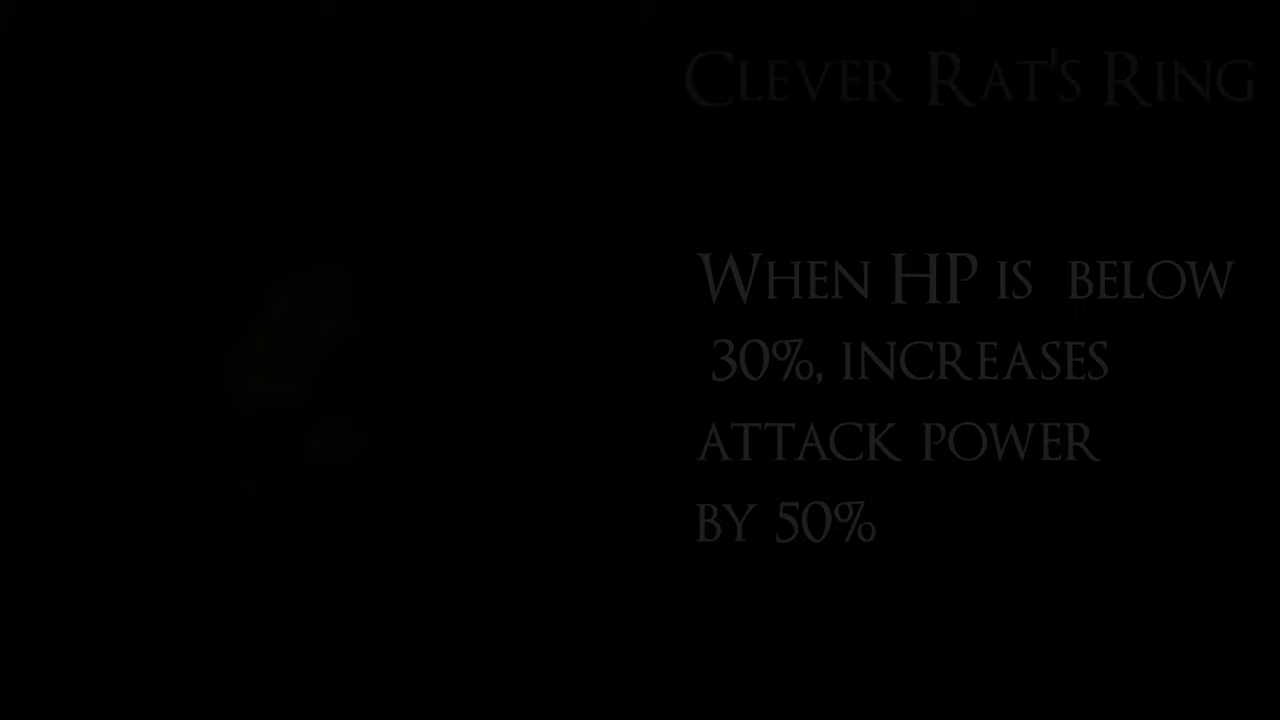 Clever Rat's Ring
When HP is below
30%, increases
attack power
by 50%